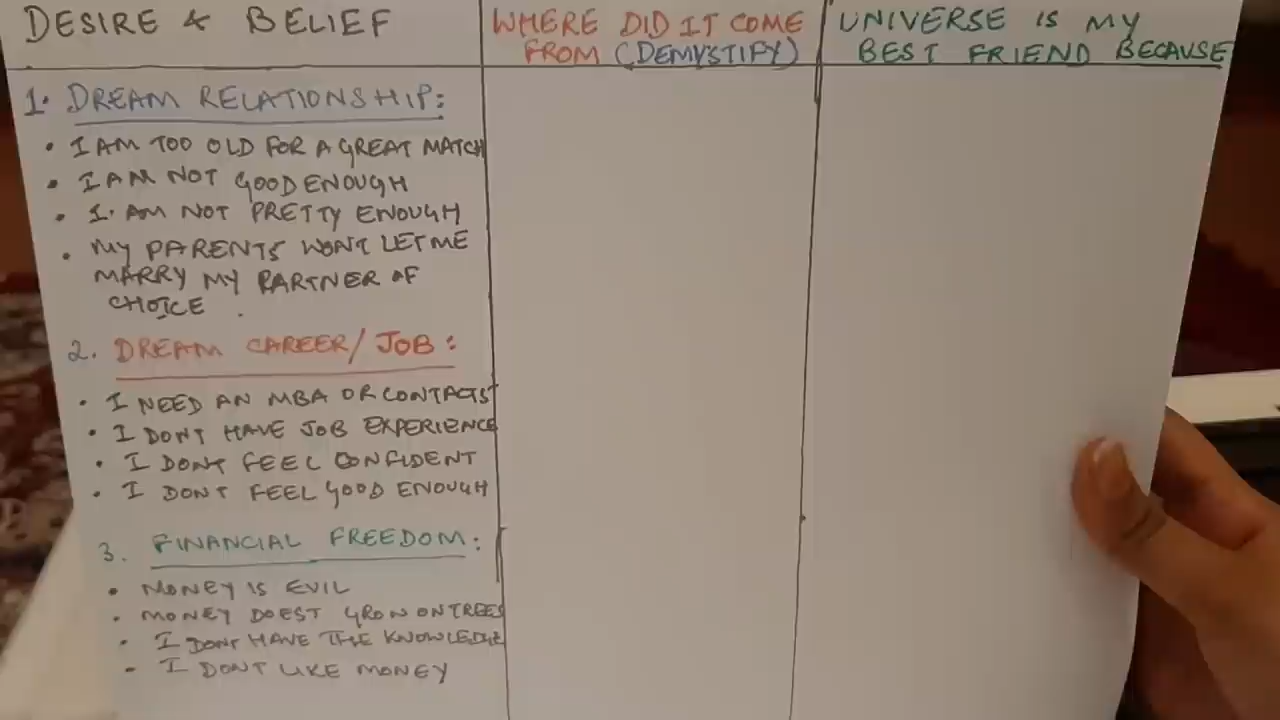 DESIRE & BELIEF
WHERE DID IT COME
FROM (DEMYSTIFY)
UNIVERSE IS MY
BEST FRIEND BECAUSE
1. DREAM RELATIONSHIP:
• I AM TOO OLD FOR A GREAT MATCH
• I AM NOT GOOD ENOUGH
• I AM NOT PRETTY ENOUGH
• MY PARENTS WONT LET ME
MARRY MY PARTNER OF
CHOICE.
2. DREAM CAREER/JOB:
• I NEED AN MBA OR CONTACTS
• I DONT HAVE JOB EXPERIENCE
• I DONT FEEL CONFIDENT
• I DONT FEEL GOOD ENOUGH
3. FINANCIAL FREEDOM:
• MONEY IS EVIL
• MONEY DOEST GROW ON TREES
• I DONT HAVE THE KNOWLEDGE
• I DONT LIKE MONEY